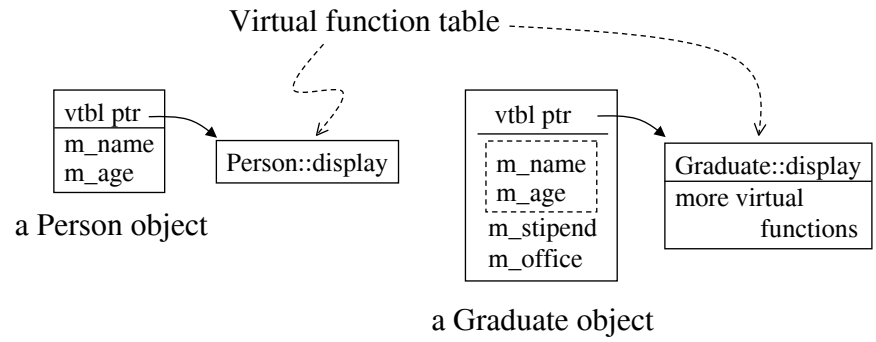 Virtual function table
vtbl ptr
m_name
m_age
Person::display
a Person object
vtbl ptr
m_name
m_age
m_stipend
m_office
Graduate::display
more virtual
functions
a Graduate object